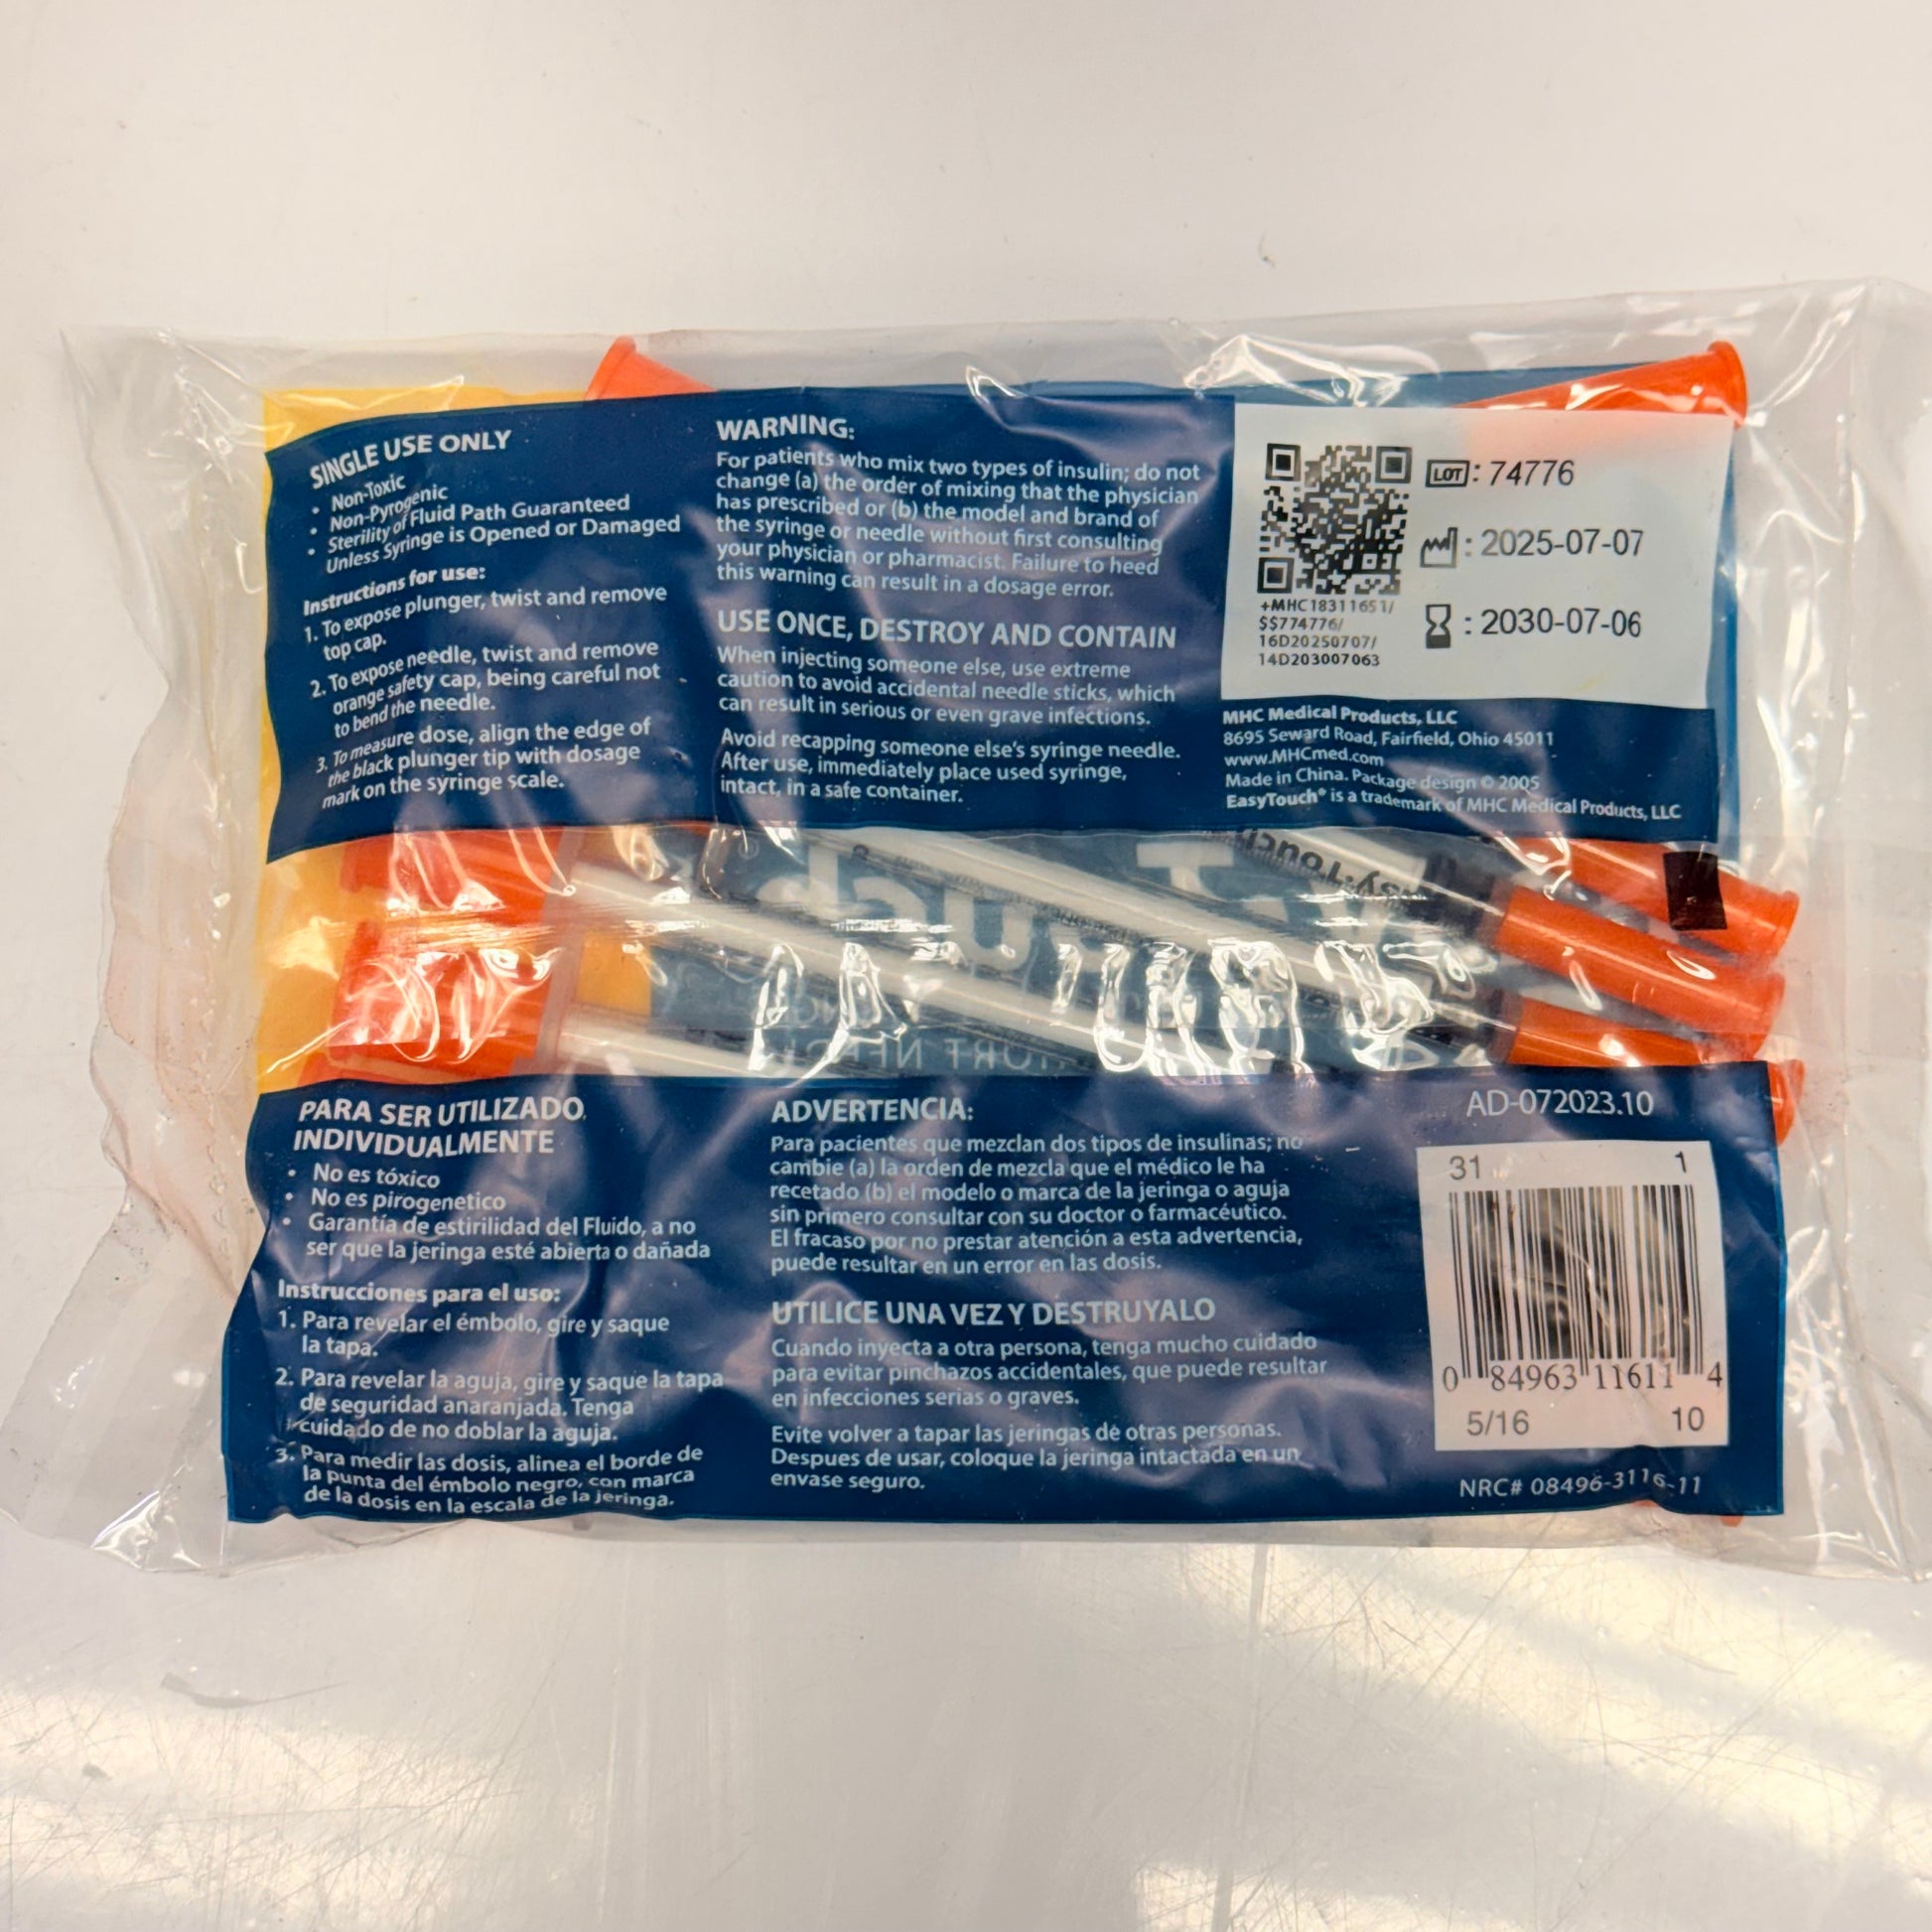 SINGLE USE ONLY
• Non-Toxic
• Non-Pyrogenic
• Sterility of Fluid Path Guaranteed
Unless Syringe is Opened or Damaged
Instructions for use:
1. To expose plunger, twist and remove
top cap.
2. To expose needle, twist and remove
orange safety cap, being careful not
to bend the needle.
3. To measure dose, align the edge of
the black plunger tip with dosage
mark on the syringe scale.
WARNING:
For patients who mix two types of insulin; do not
change (a) the order of mixing that the physician
has prescribed or (b) the model and brand of
the syringe or needle without first consulting
your physician or pharmacist. Failure to heed
this warning can result in a dosage error.
USE ONCE, DESTROY AND CONTAIN
When injecting someone else, use extreme
caution to avoid accidental needle sticks, which
can result in serious or even grave infections.
Avoid recapping someone else's syringe needle.
After use, immediately place used syringe,
intact, in a safe container.
LOT: 74776
: 2025-07-07
: 2030-07-06
+MHC18311651/
$$774776/
16D20250707/
14D203007063
MHC Medical Products, LLC
8695 Seward Road, Fairfield, Ohio 45011
www.MHCmed.com
Made in China. Package design © 2005
EasyTouch® is a trademark of MHC Medical Products, LLC
PARA SER UTILIZADO
INDIVIDUALMENTE
• No es tóxico
• No es pirogenetico
• Garantía de estirilidad del Fluido, a no
ser que la jeringa esté abierta o dañada
Instrucciones para el uso:
1. Para revelar el émbolo, gire y saque
la tapa.
2. Para revelar la aguja, gire y saque la tapa
de seguridad anaranjada. Tenga
cuidado de no doblar la aguja.
3. Para medir las dosis, alinea el borde de
la punta del émbolo negro, con marca
de la dosis en la escala de la jeringa.
ADVERTENCIA:
Para pacientes que mezclan dos tipos de insulinas; no
cambie (a) la orden de mezcla que el médico le ha
recetado (b) el modelo o marca de la jeringa o aguja
sin primero consultar con su doctor o farmacéutico.
El fracaso por no prestar atención a esta advertencia,
puede resultar en un error en las dosis.
UTILICE UNA VEZ Y DESTRUYALO
Cuando inyecta a otra persona, tenga mucho cuidado
para evitar pinchazos accidentales, que puede resultar
en infecciones serias o graves.
Evite volver a tapar las jeringas de otras personas.
Despues de usar, coloque la jeringa intactada en un
envase seguro.
AD-072023.10
31 1
0 84963 11611 4
5/16 10
NRC# 08496-3116-11